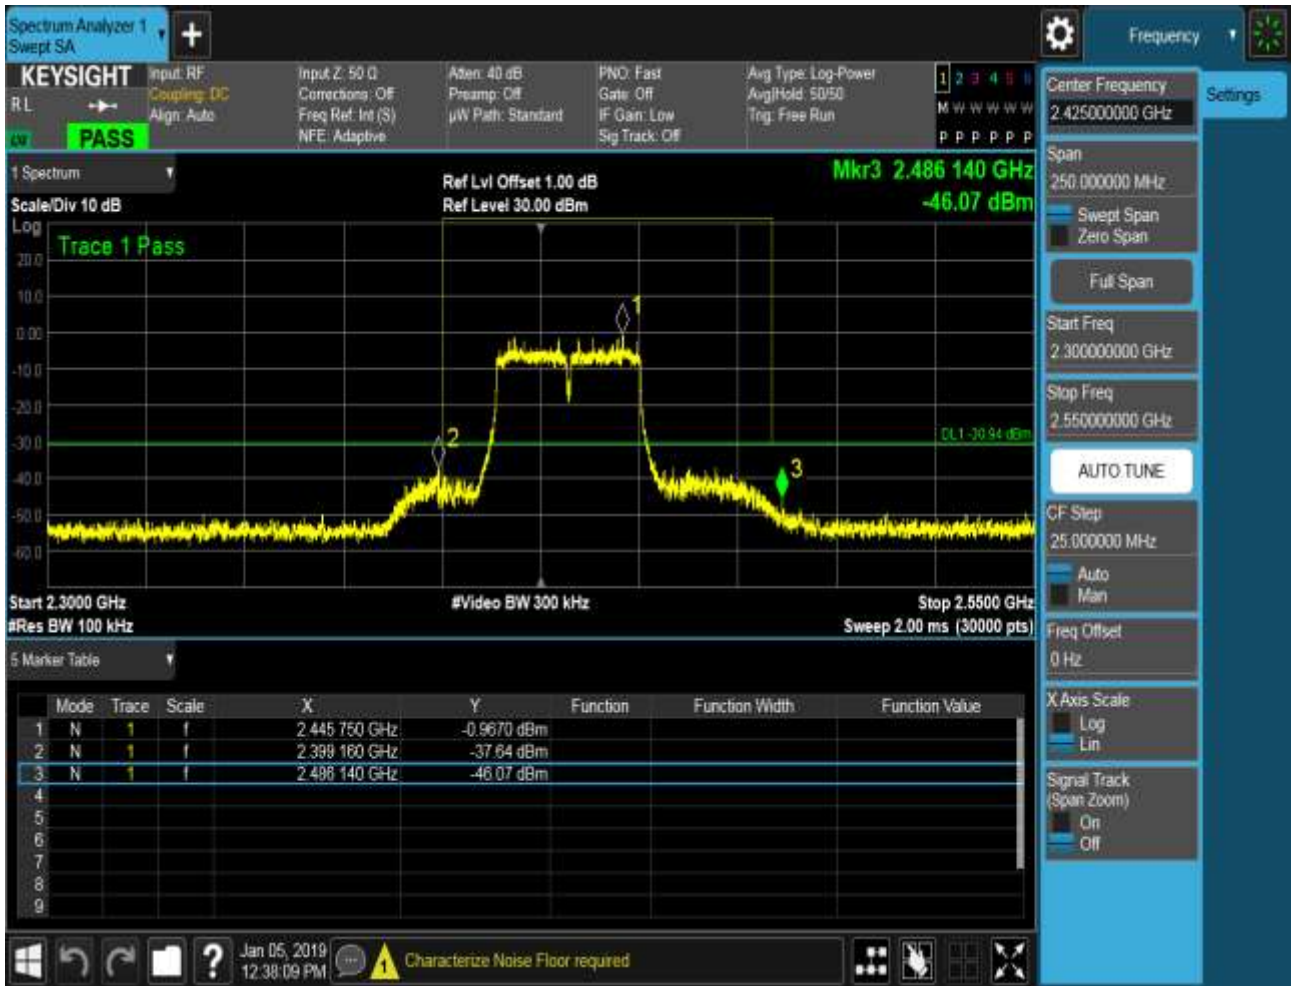 Spectrum Analyzer 1
Swept SA
+
Frequency
KEYSIGHT
R L
PASS
Input: RF
Coupling: DC
Align: Auto
Input Z: 50 Ω
Corrections: Off
Freq Ref: Int (S)
NFE: Adaptive
Atten: 40 dB
Preamp: Off
µW Path: Standard
PNO: Fast
Gate: Off
IF Gain: Low
Sig Track: Off
Avg Type: Log-Power
Avg|Hold: 50/50
Trig: Free Run
1 2 3 4 5 6
M W W W W W
P P P P P P
1 Spectrum
Scale/Div 10 dB
Ref Lvl Offset 1.00 dB
Ref Level 30.00 dBm
Mkr3 2.486 140 GHz
-46.07 dBm
Log
Trace 1 Pass
20.0
10.0
0.00
-10.0
-20.0
-30.0
-40.0
-50.0
-60.0
1
2
3
DL1 -30.94 dBm
Start 2.3000 GHz
#Video BW 300 kHz
Stop 2.5500 GHz
#Res BW 100 kHz
Sweep 2.00 ms (30000 pts)
5 Marker Table
Mode Trace Scale X Y Function Function Width Function Value
1 N 1 f 2.445 750 GHz -0.9670 dBm
2 N 1 f 2.399 160 GHz -37.64 dBm
3 N 1 f 2.486 140 GHz -46.07 dBm
4
5
6
7
8
9
Center Frequency
2.425000000 GHz
Settings
Span
250.000000 MHz
Swept Span
Zero Span
Full Span
Start Freq
2.300000000 GHz
Stop Freq
2.550000000 GHz
AUTO TUNE
CF Step
25.000000 MHz
Auto
Man
Freq Offset
0 Hz
X Axis Scale
Log
Lin
Signal Track
(Span Zoom)
On
Off
?
Jan 05, 2019
12:38:09 PM
1
Characterize Noise Floor required